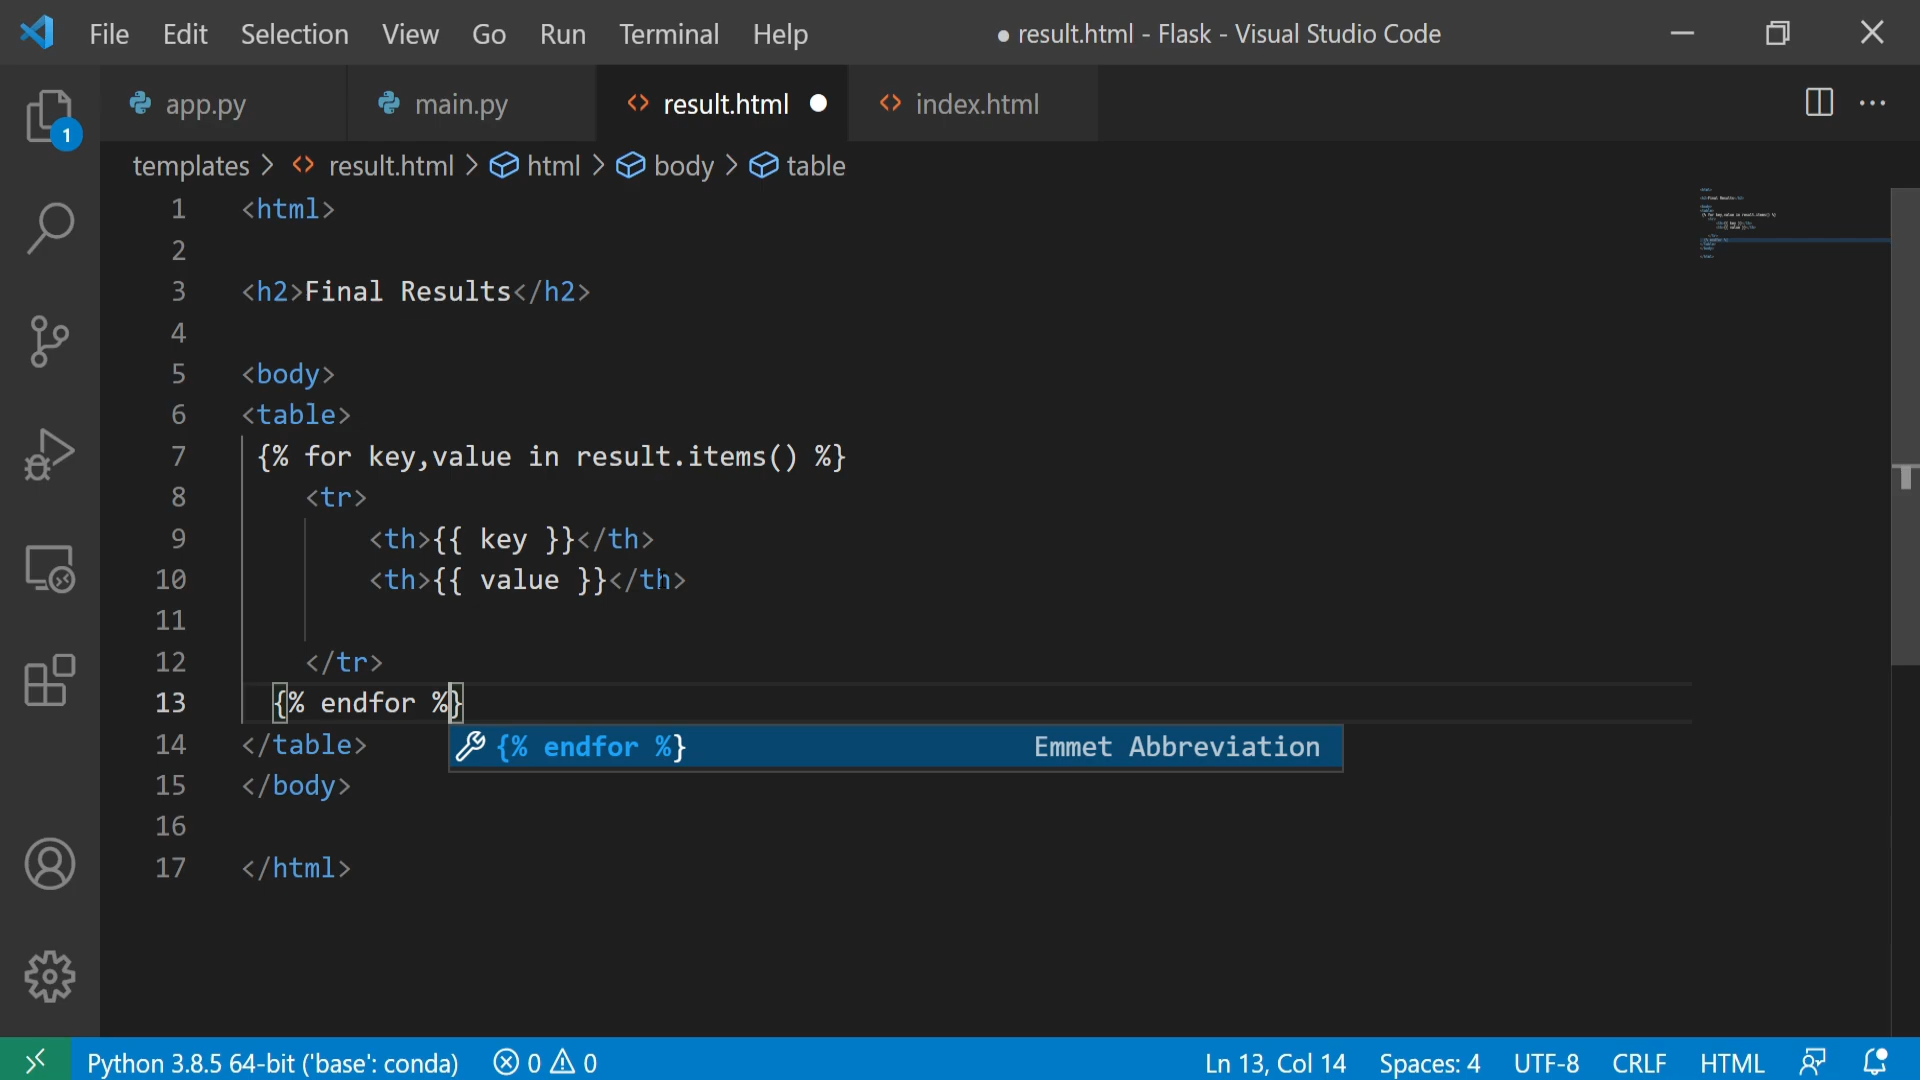 File Edit Selection View Go Run Terminal Help ● result.html - Flask - Visual Studio Code
app.py main.py result.html index.html
1
templates > result.html > html > body > table
1 <html>
2
3 <h2>Final Results</h2>
4
5 <body>
6 <table>
7 {% for key,value in result.items() %}
8 <tr>
9 <th>{{ key }}</th>
10 <th>{{ value }}</th>
11
12 </tr>
13 {% endfor %}
{% endfor %} Emmet Abbreviation
14 </table>
15 </body>
16
17 </html>
Python 3.8.5 64-bit ('base': conda) 0 0 Ln 13, Col 14 Spaces: 4 UTF-8 CRLF HTML